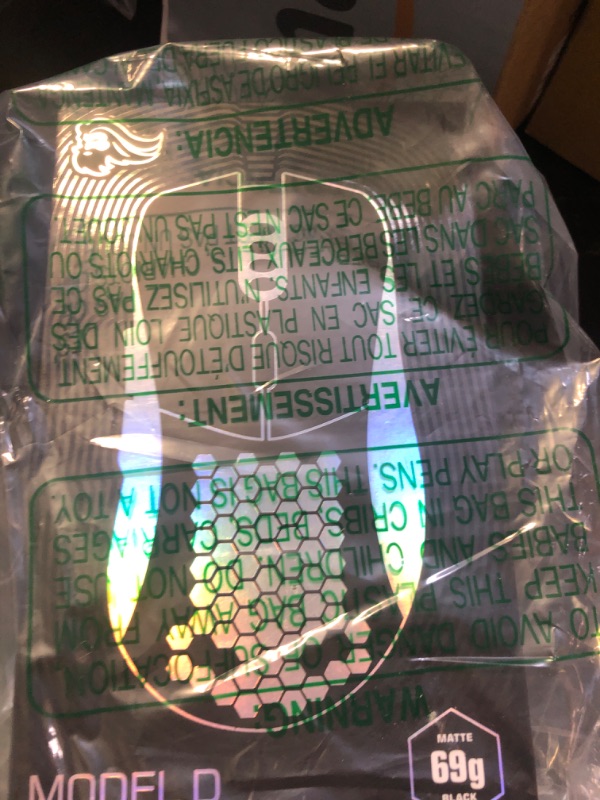 WARNING:
TO AVOID DANGER OF SUFFOCATION,
KEEP THIS PLASTIC BAG AWAY FROM
BABIES AND CHILDREN. DO NOT USE
THIS BAG IN CRIBS, BEDS, CARRIAGES
OR PLAY PENS. THIS BAG IS NOT A TOY.
AVERTISSEMENT:
POUR ÉVITER TOUT RISQUE D'ÉTOUFFEMENT
GARDEZ CE SAC EN PLASTIQUE LOIN DES
BÉBÉS ET LES ENFANTS. N'UTILISEZ PAS CE
SAC DANS LES BERCEAUX, LITS, CHARIOTS OU
PARC AU BEBE. CE SAC N'EST PAS UN JOUET.
ADVERTENCIA:
EVITAR EL PELIGRO DE ASFIXIA,
FUERA DE
MODEL D
MATTE
69g
BLACK